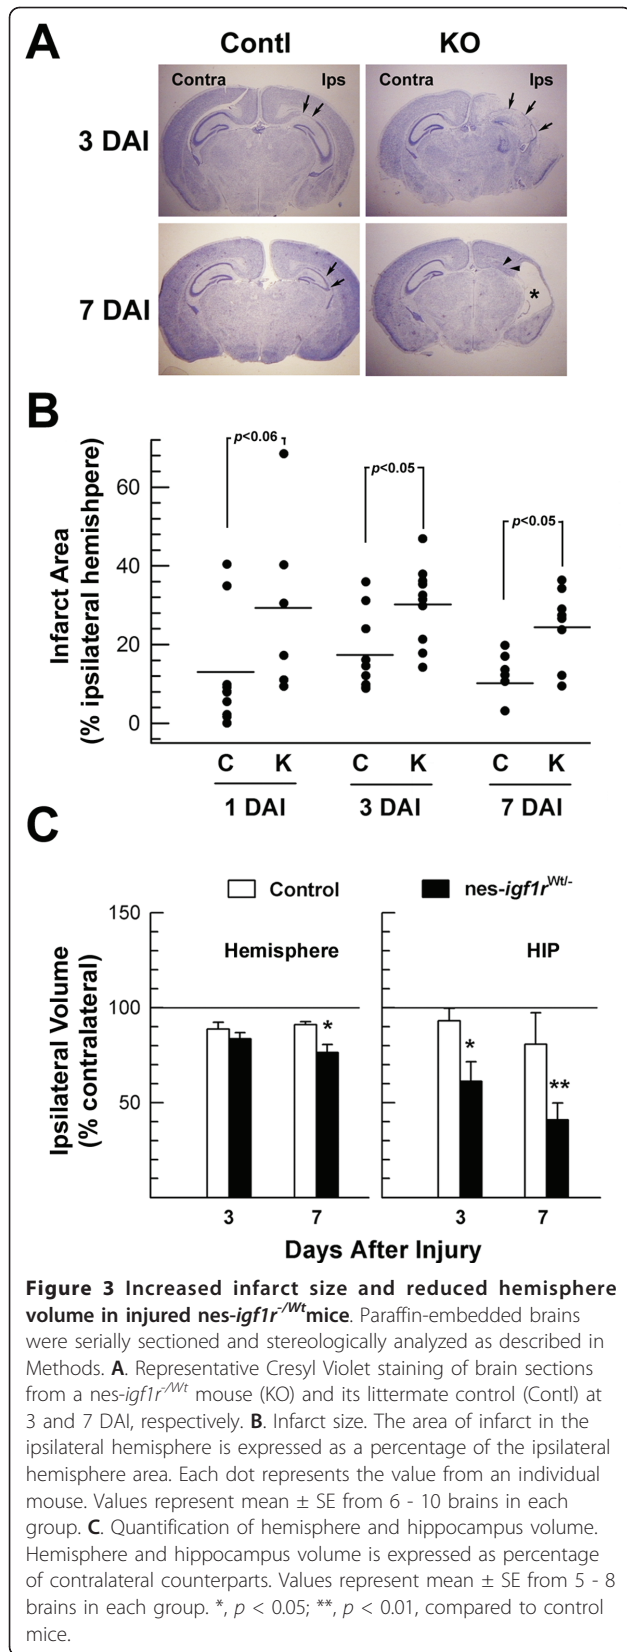 A
Contl KO
Contra Ips Contra Ips
3 DAI
7 DAI
*
B
Infarct Area
(% ipsilateral hemishpere)
60
40
20
0
p<0.06
p<0.05
p<0.05
C K C K C K
1 DAI 3 DAI 7 DAI
C
Control nes-igf1rWt/-
Ipsilateral Volume
(% contralateral)
150
100
50
Hemisphere HIP
* * **
3 7 3 7
Days After Injury
Figure 3 Increased infarct size and reduced hemisphere
volume in injured nes-igf1r-/Wtmice. Paraffin-embedded brains
were serially sectioned and stereologically analyzed as described in
Methods. A. Representative Cresyl Violet staining of brain sections
from a nes-igf1r-/Wt mouse (KO) and its littermate control (Contl) at
3 and 7 DAI, respectively. B. Infarct size. The area of infarct in the
ipsilateral hemisphere is expressed as a percentage of the ipsilateral
hemisphere area. Each dot represents the value from an individual
mouse. Values represent mean ± SE from 6 - 10 brains in each
group. C. Quantification of hemisphere and hippocampus volume.
Hemisphere and hippocampus volume is expressed as percentage
of contralateral counterparts. Values represent mean ± SE from 5 - 8
brains in each group. *, p < 0.05; **, p < 0.01, compared to control
mice.